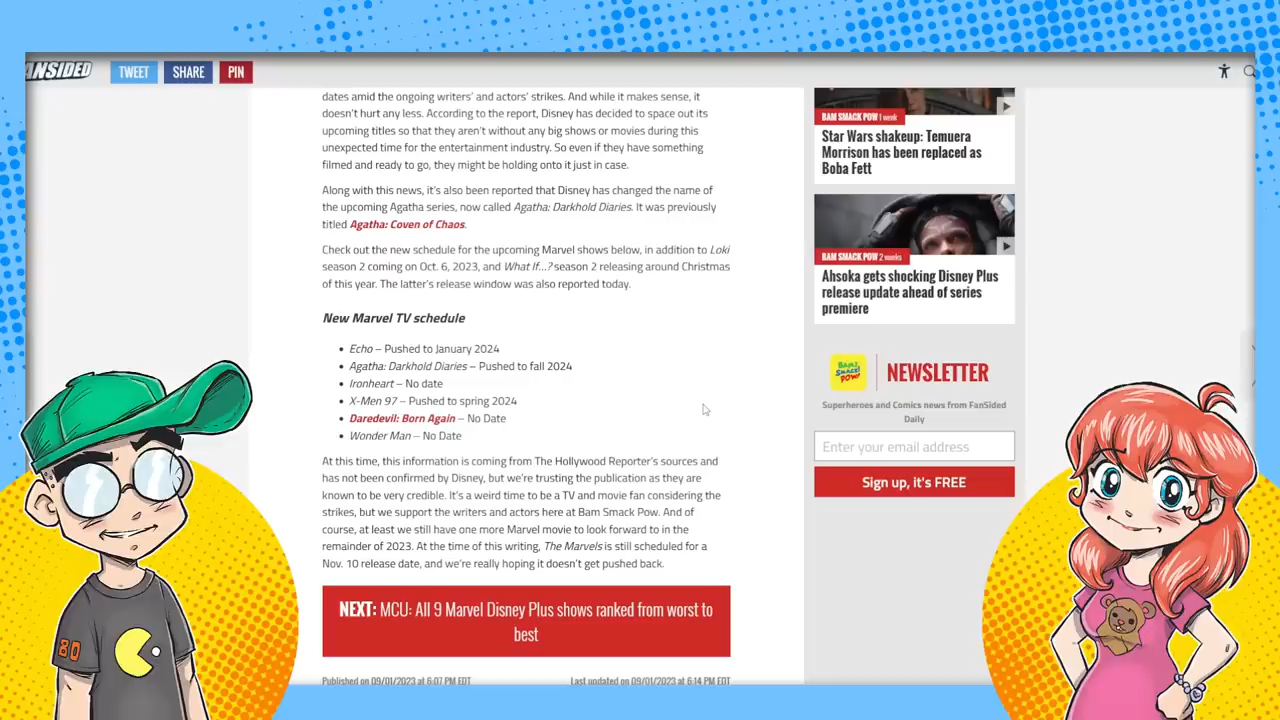 ANSIDED
TWEET
SHARE
PIN
dates amid the ongoing writers' and actors' strikes. And while it makes sense, it
doesn't hurt any less. According to the report, Disney has decided to space out its
upcoming titles so that they aren't without any big shows or movies during this
unexpected time for the entertainment industry. So even if they have something
filmed and ready to go, they might be holding onto it just in case.
Along with this news, it's also been reported that Disney has changed the name of
the upcoming Agatha series, now called Agatha: Darkhold Diaries. It was previously
titled Agatha: Coven of Chaos.
Check out the new schedule for the upcoming Marvel shows below, in addition to Loki
season 2 coming on Oct. 6, 2023, and What If...? season 2 releasing around Christmas
of this year. The latter's release window was also reported today.
New Marvel TV schedule
• Echo – Pushed to January 2024
• Agatha: Darkhold Diaries – Pushed to fall 2024
• Ironheart – No date
• X-Men 97 – Pushed to spring 2024
• Daredevil: Born Again – No Date
• Wonder Man – No Date
At this time, this information is coming from The Hollywood Reporter's sources and
has not been confirmed by Disney, but we're trusting the publication as they are
known to be very credible. It's a weird time to be a TV and movie fan considering the
strikes, but we support the writers and actors here at Bam Smack Pow. And of
course, at least we still have one more Marvel movie to look forward to in the
remainder of 2023. At the time of this writing, The Marvels is still scheduled for a
Nov. 10 release date, and we're really hoping it doesn't get pushed back.
NEXT: MCU: All 9 Marvel Disney Plus shows ranked from worst to
best
Published on 09/01/2023 at 6:07 PM EDT
Last updated on 09/01/2023 at 6:14 PM EDT
BAM SMACK POW 1 week
Star Wars shakeup: Temuera
Morrison has been replaced as
Boba Fett
BAM SMACK POW 2 weeks
Ahsoka gets shocking Disney Plus
release update ahead of series
premiere
BAM SMACK POW!
NEWSLETTER
Superheroes and Comics news from FanSided
Daily
Enter your email address
Sign up, it's FREE
80